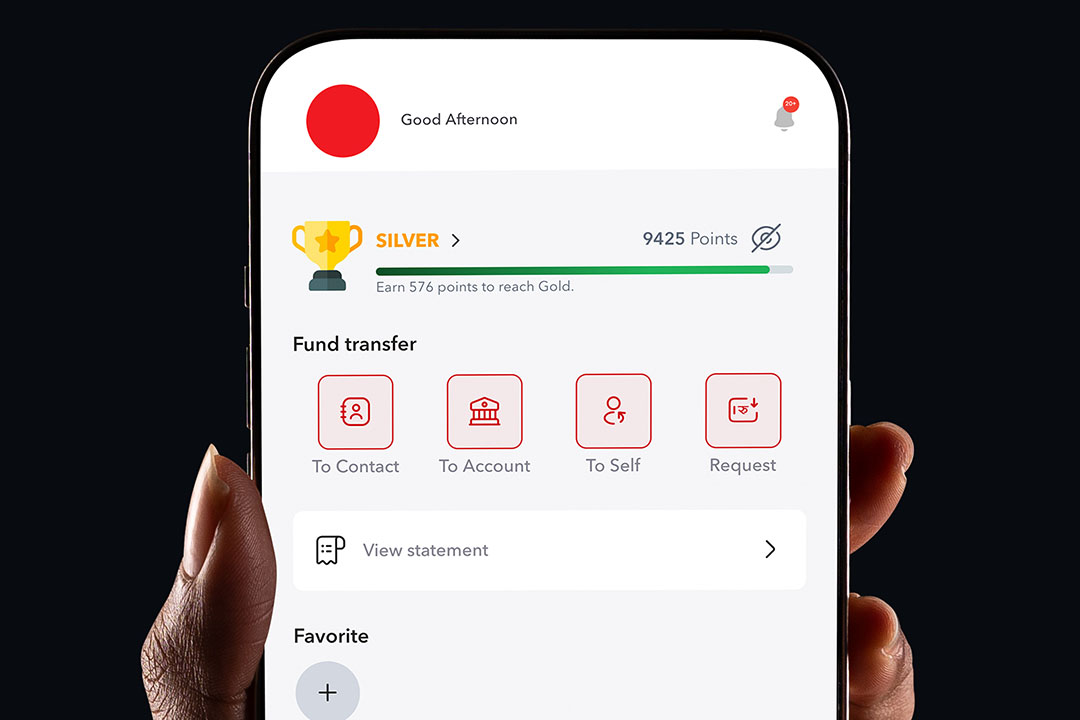 Good Afternoon
20+
SILVER
9425 Points
Earn 576 points to reach Gold.
Fund transfer
To Contact
To Account
To Self
Request
View statement
Favorite